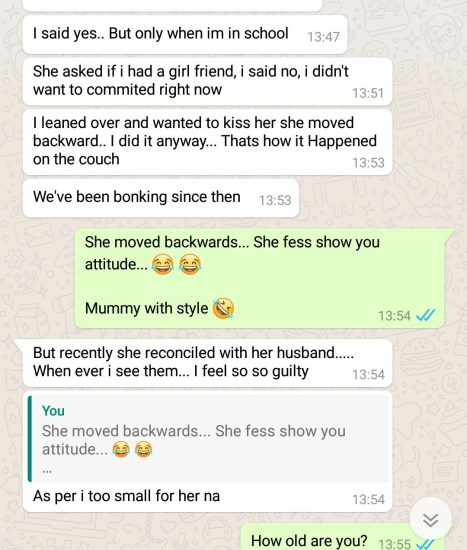 I said yes.. But only when im in school 13:47
She asked if i had a girl friend, i said no, i didn't
want to commited right now 13:51
I leaned over and wanted to kiss her she moved
backward.. I did it anyway... Thats how it Happened
on the couch 13:53
We've been bonking since then 13:53
She moved backwards... She fess show you
attitude... 😂 😂
Mummy with style 🤣
13:54
But recently she reconciled with her husband.....
When ever i see them... I feel so so guilty 13:54
You
She moved backwards... She fess show you
attitude... 😂 😂
...
As per i too small for her na 13:54
How old are you? 13:55